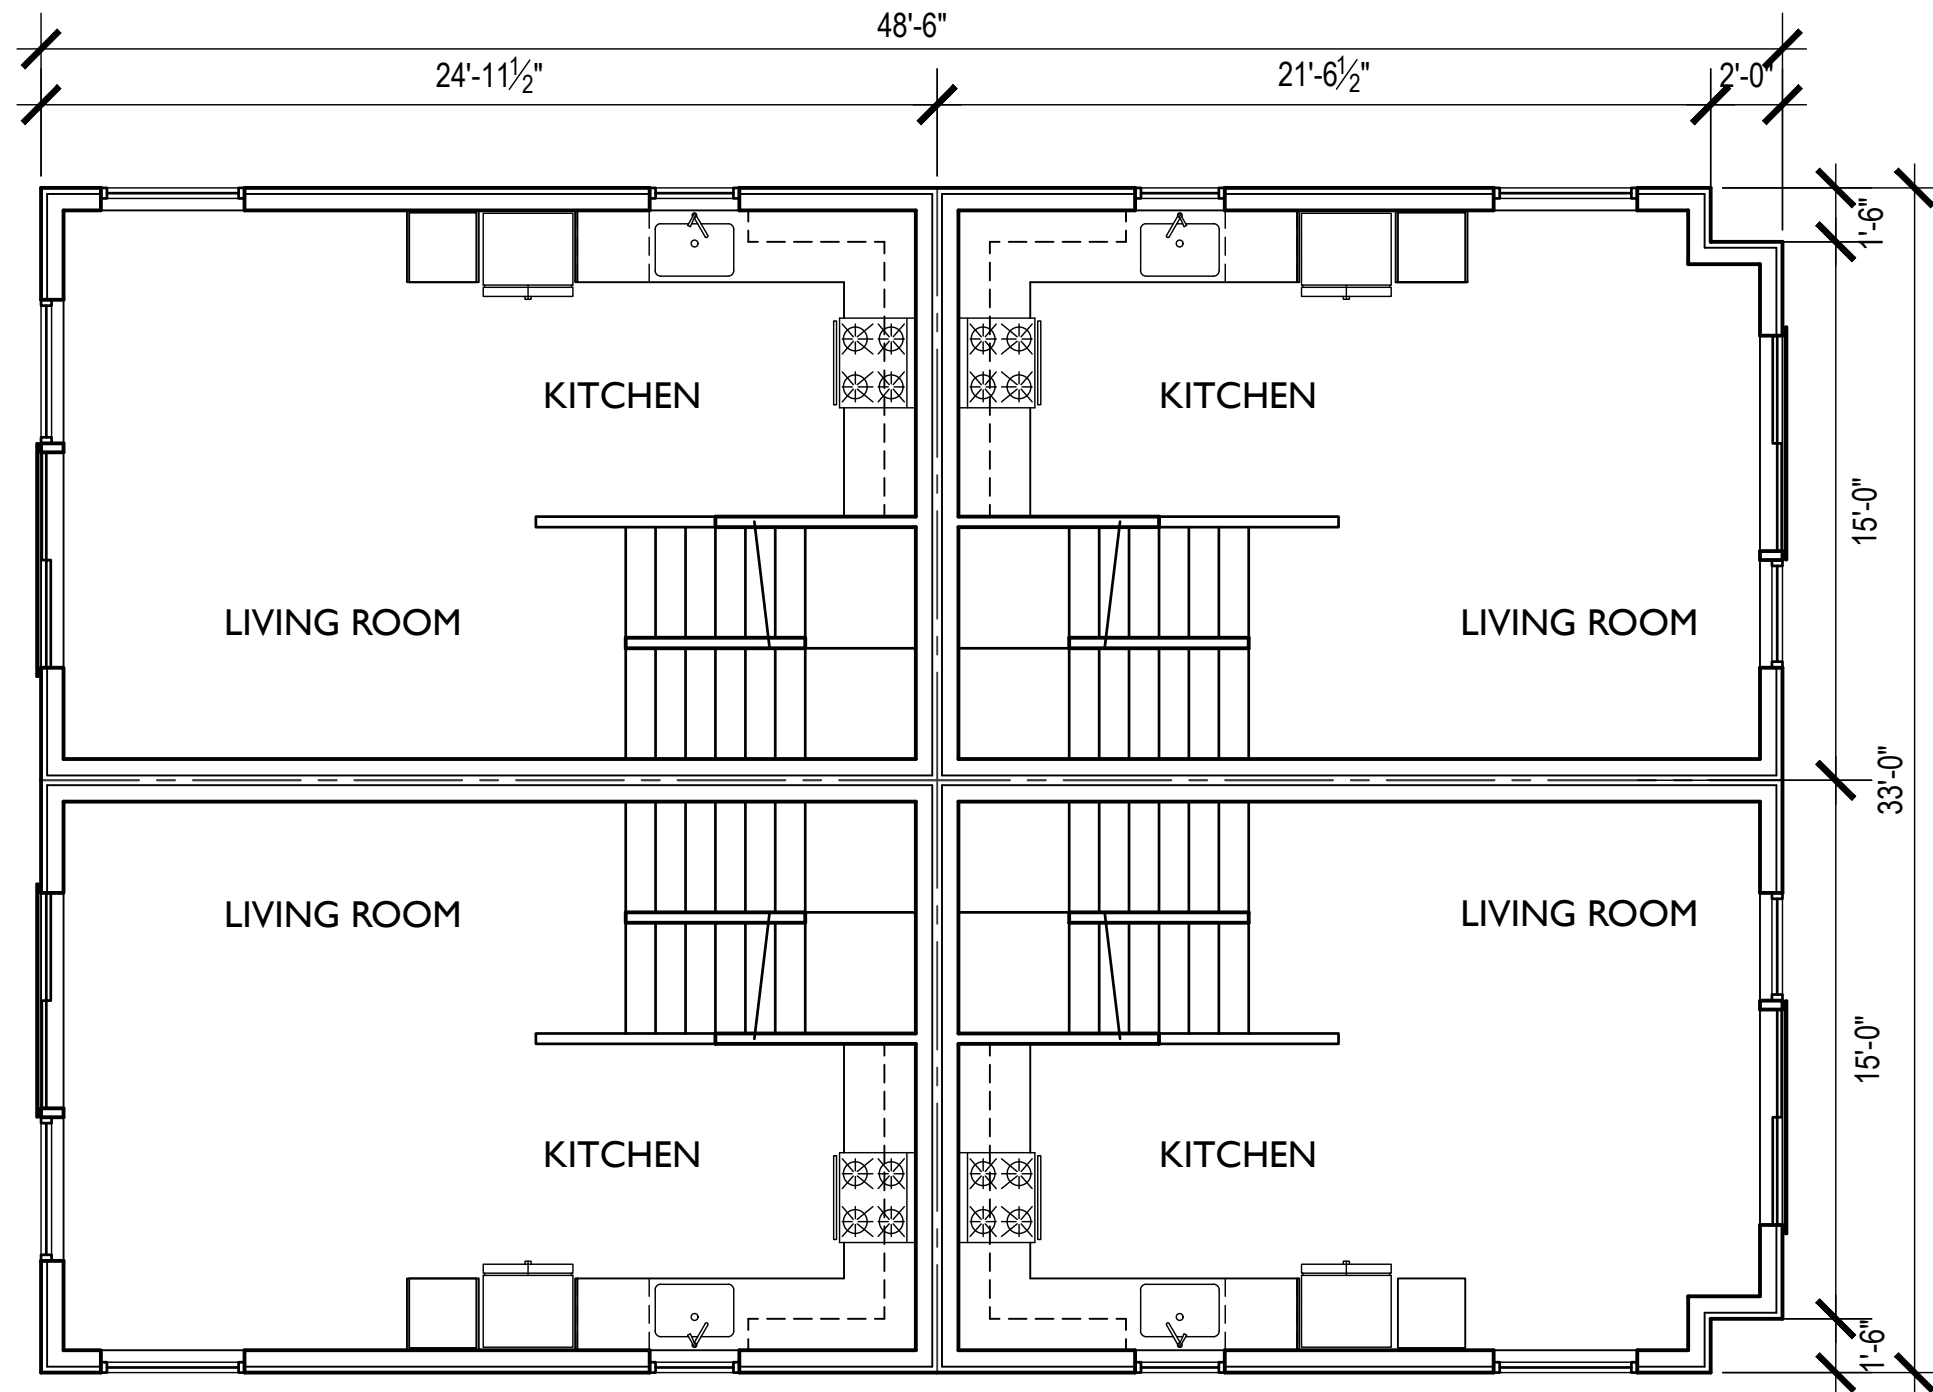 48'-6"
24'-11½"
21'-6½"
2'-0"
1'-6"
KITCHEN
KITCHEN
15'-0"
LIVING ROOM
LIVING ROOM
33'-0"
LIVING ROOM
LIVING ROOM
15'-0"
KITCHEN
KITCHEN
1'-6"